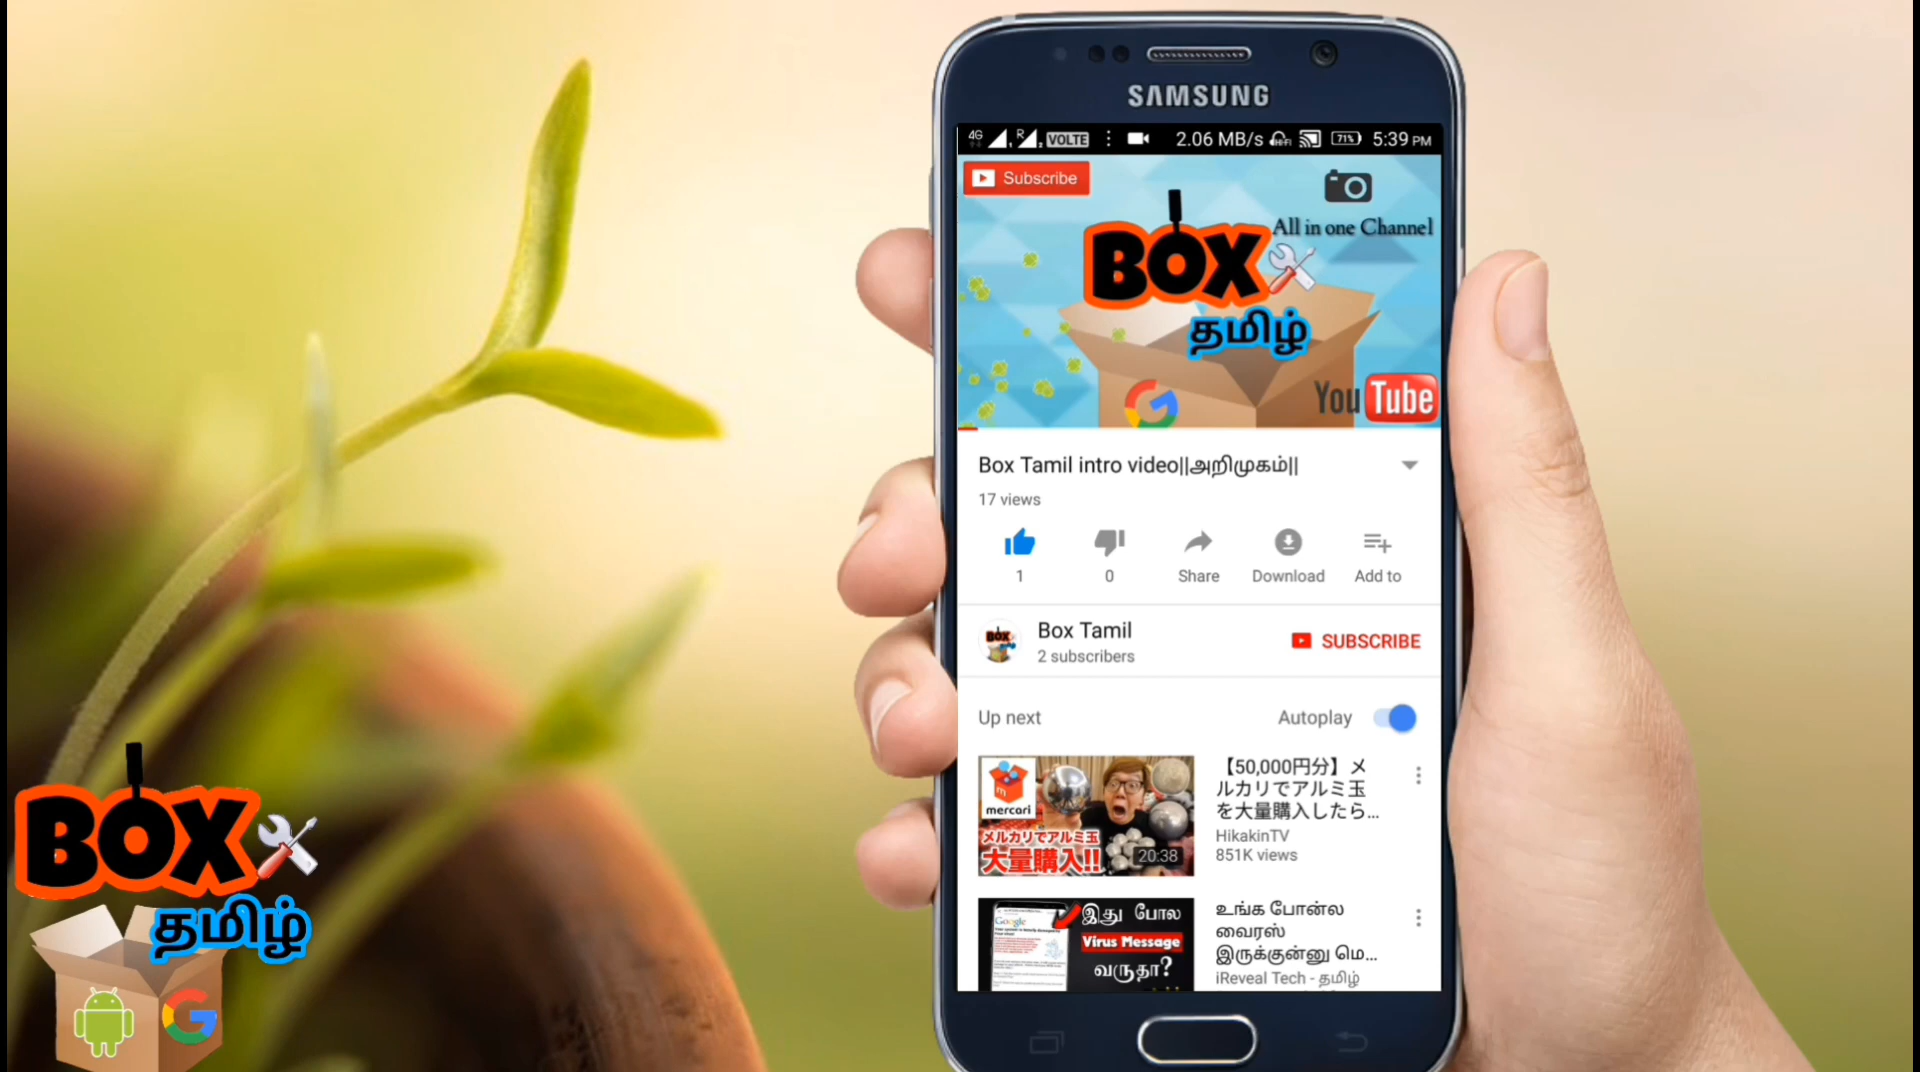 SAMSUNG
4G R VOLTE 2.06 MB/s HI-FI 71% 5:39 PM
Subscribe
All in one Channel
BOX
தமிழ்
YouTube
Box Tamil intro video||அறிமுகம்||
17 views
1 0 Share Download Add to
Box Tamil
2 subscribers
SUBSCRIBE
Up next Autoplay
mercari
メルカリでアルミ玉
大量購入!!
20:38
【50,000円分】メ
ルカリでアルミ玉
を大量購入したら...
HikakinTV
851K views
Google
இது போல
Virus Message
வருதா?
உங்க போன்ல
வைரஸ்
இருக்குன்னு மெ...
iReveal Tech - தமிழ்
BOX
தமிழ்